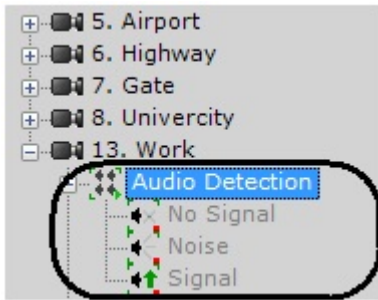 5. Airport
6. Highway
7. Gate
8. Univercity
13. Work
Audio Detection
No Signal
Noise
Signal